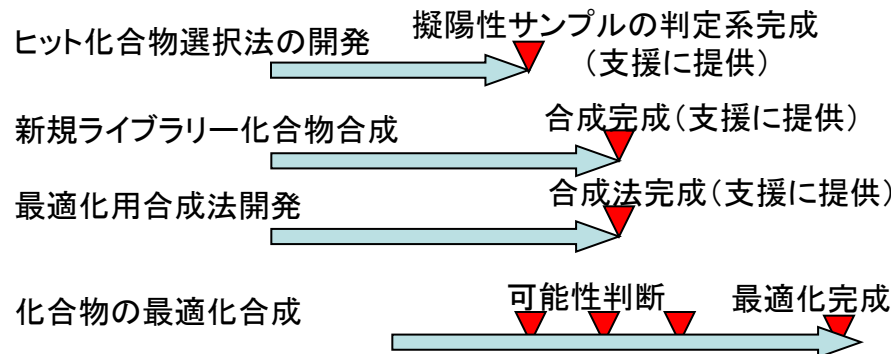 ヒット化合物選択法の開発
擬陽性サンプルの判定系完成
（支援に提供）
新規ライブラリー化合物合成
合成完成（支援に提供）
最適化用合成法開発
合成法完成（支援に提供）
化合物の最適化合成
可能性判断
最適化完成